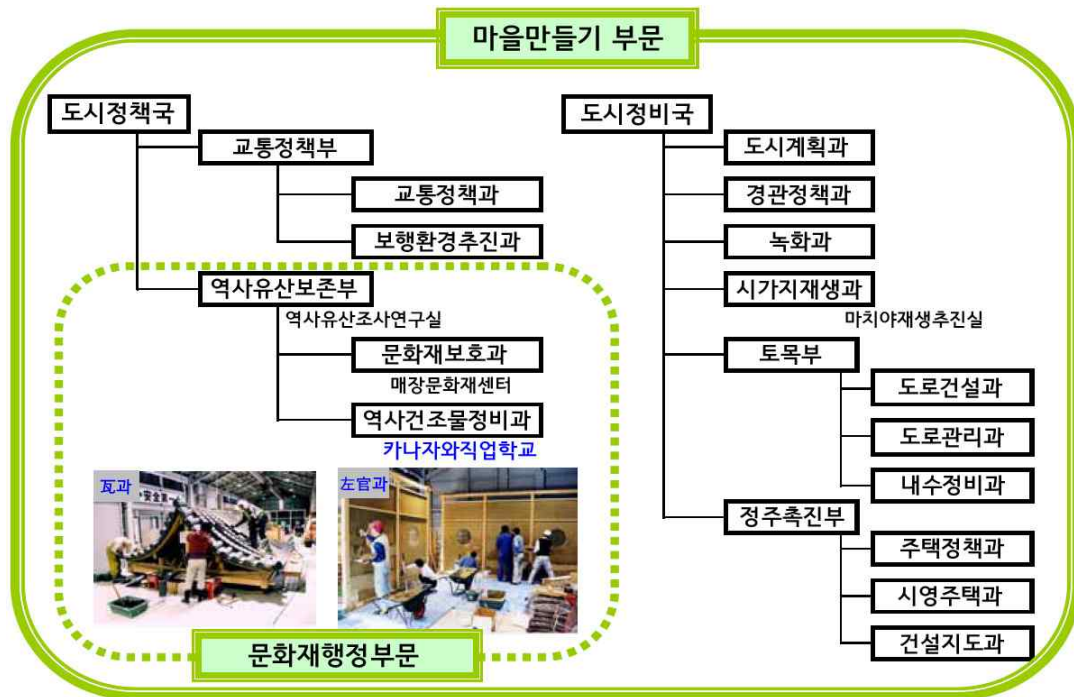 마을만들기 부문
도시정책국
교통정책부
교통정책과
보행환경추진과
역사유산보존부
역사유산조사연구실
문화재보호과
매장문화재센터
역사건조물정비과
카나자와직업학교
瓦과
安全第一
左官과
문화재행정부문
도시정비국
도시계획과
경관정책과
녹화과
시가지재생과
마치야재생추진실
토목부
도로건설과
도로관리과
내수정비과
정주촉진부
주택정책과
시영주택과
건설지도과